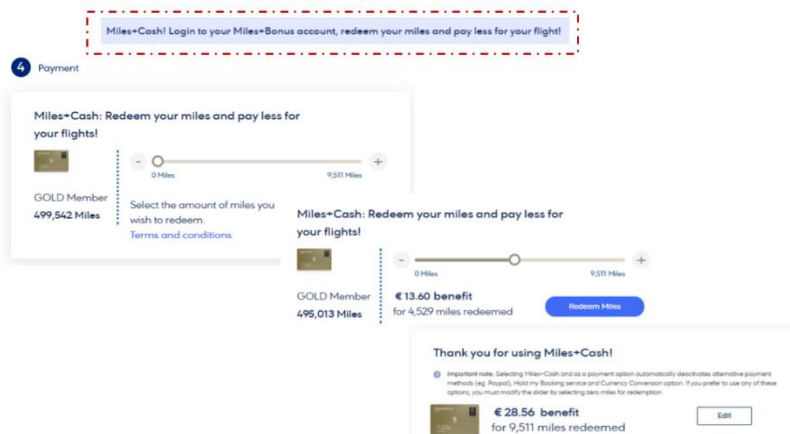 Miles+Cash! Login to your Miles+Bonus account, redeem your miles and pay less for your flight!
4 Payment
Miles+Cash: Redeem your miles and pay less for
your flights!
- +
0 Miles 9,511 Miles
GOLD Member
499,542 Miles
Select the amount of miles you
wish to redeem.
Terms and conditions
Miles+Cash: Redeem your miles and pay less for
your flights!
- +
0 Miles 9,511 Miles
GOLD Member
495,013 Miles
€ 13.60 benefit
for 4,529 miles redeemed
Redeem Miles
Thank you for using Miles+Cash!
Important note: Selecting Miles+Cash and as a payment option automatically deactivates alternative payment
methods (eg. Paypal), Hold my Booking service and Currency Conversion option. If you prefer to use any of these
options, you must modify the slider by selecting zero miles for redemption.
€ 28.56 benefit
for 9,511 miles redeemed
Edit